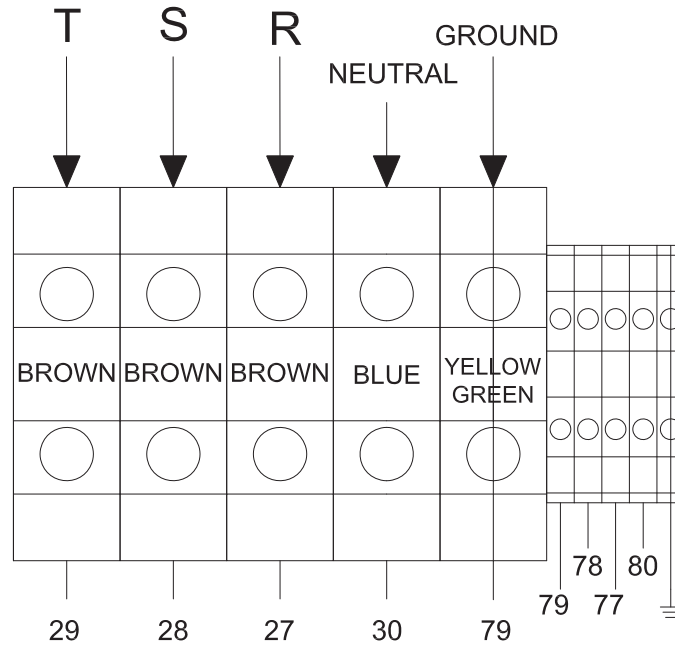 T S R GROUND
NEUTRAL
BROWN BROWN BROWN BLUE YELLOW
GREEN
78 80
79 77
29 28 27 30 79